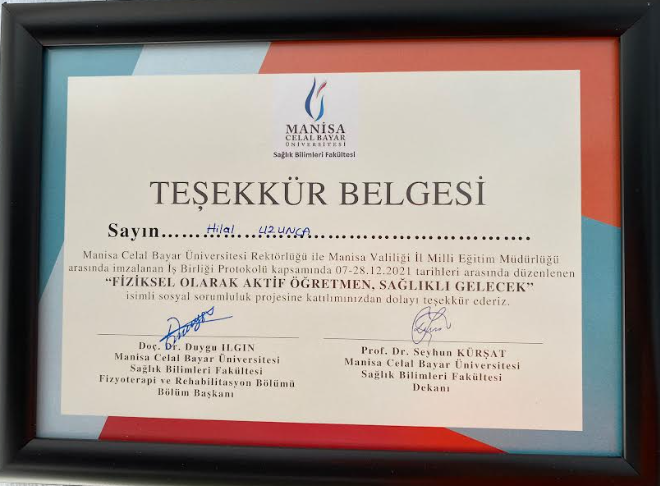 MANİSA
CELAL BAYAR
ÜNİVERSİTESİ
Sağlık Bilimleri Fakültesi
TEŞEKKÜR BELGESİ
Sayın……Hilal UZUNCA……………………………….
Manisa Celal Bayar Üniversitesi Rektörlüğü ile Manisa Valiliği İl Milli Eğitim Müdürlüğü
arasında imzalanan İş Birliği Protokolü kapsamında 07-28.12.2021 tarihleri arasında düzenlenen
“FİZİKSEL OLARAK AKTİF ÖĞRETMEN, SAĞLIKLI GELECEK”
isimli sosyal sorumluluk projesine katılımınızdan dolayı teşekkür ederiz.
Doç. Dr. Duygu ILGIN
Manisa Celal Bayar Üniversitesi
Sağlık Bilimleri Fakültesi
Fizyoterapi ve Rehabilitasyon Bölümü
Bölüm Başkanı
Prof. Dr. Seyhun KÜRŞAT
Manisa Celal Bayar Üniversitesi
Sağlık Bilimleri Fakültesi
Dekanı